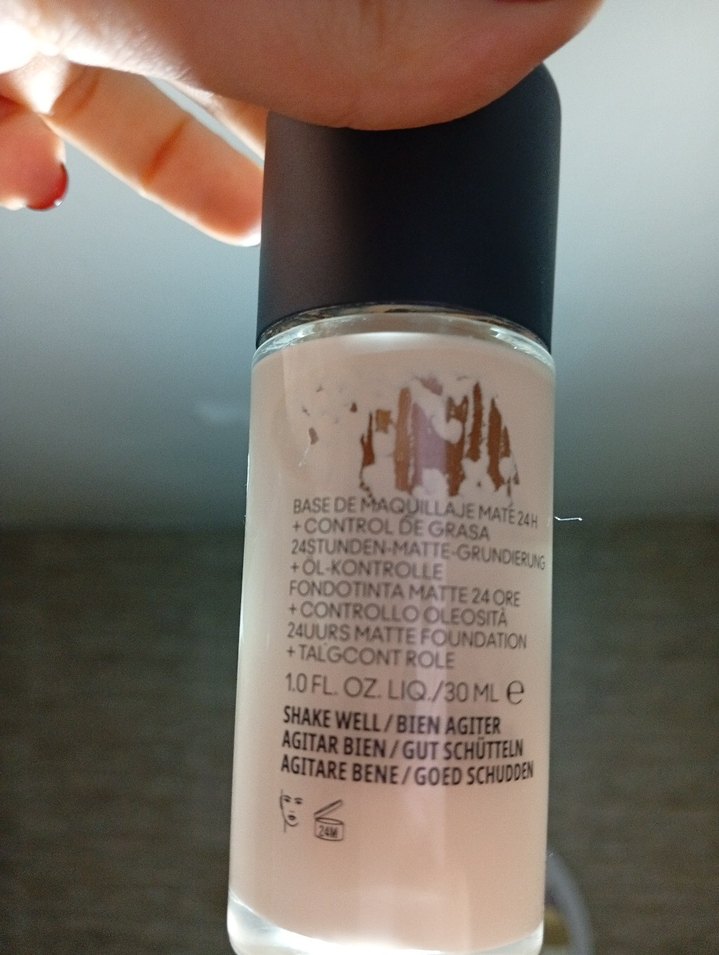 BASE DE MAQUILLAJE MATE 24 H
+ CONTROL DE GRASA
24STUNDEN-MATTE-GRUNDIERUNG
+ ÖL-KONTROLLE
FONDOTINTA MATTE 24 ORE
+ CONTROLLO OLEOSITÀ
24UURS MATTE FOUNDATION
+ TALGCONT ROLE
1.0 FL. OZ. LIQ./30 ML e
SHAKE WELL / BIEN AGITER
AGITAR BIEN / GUT SCHÜTTELN
AGITARE BENE / GOED SCHUDDEN
24M